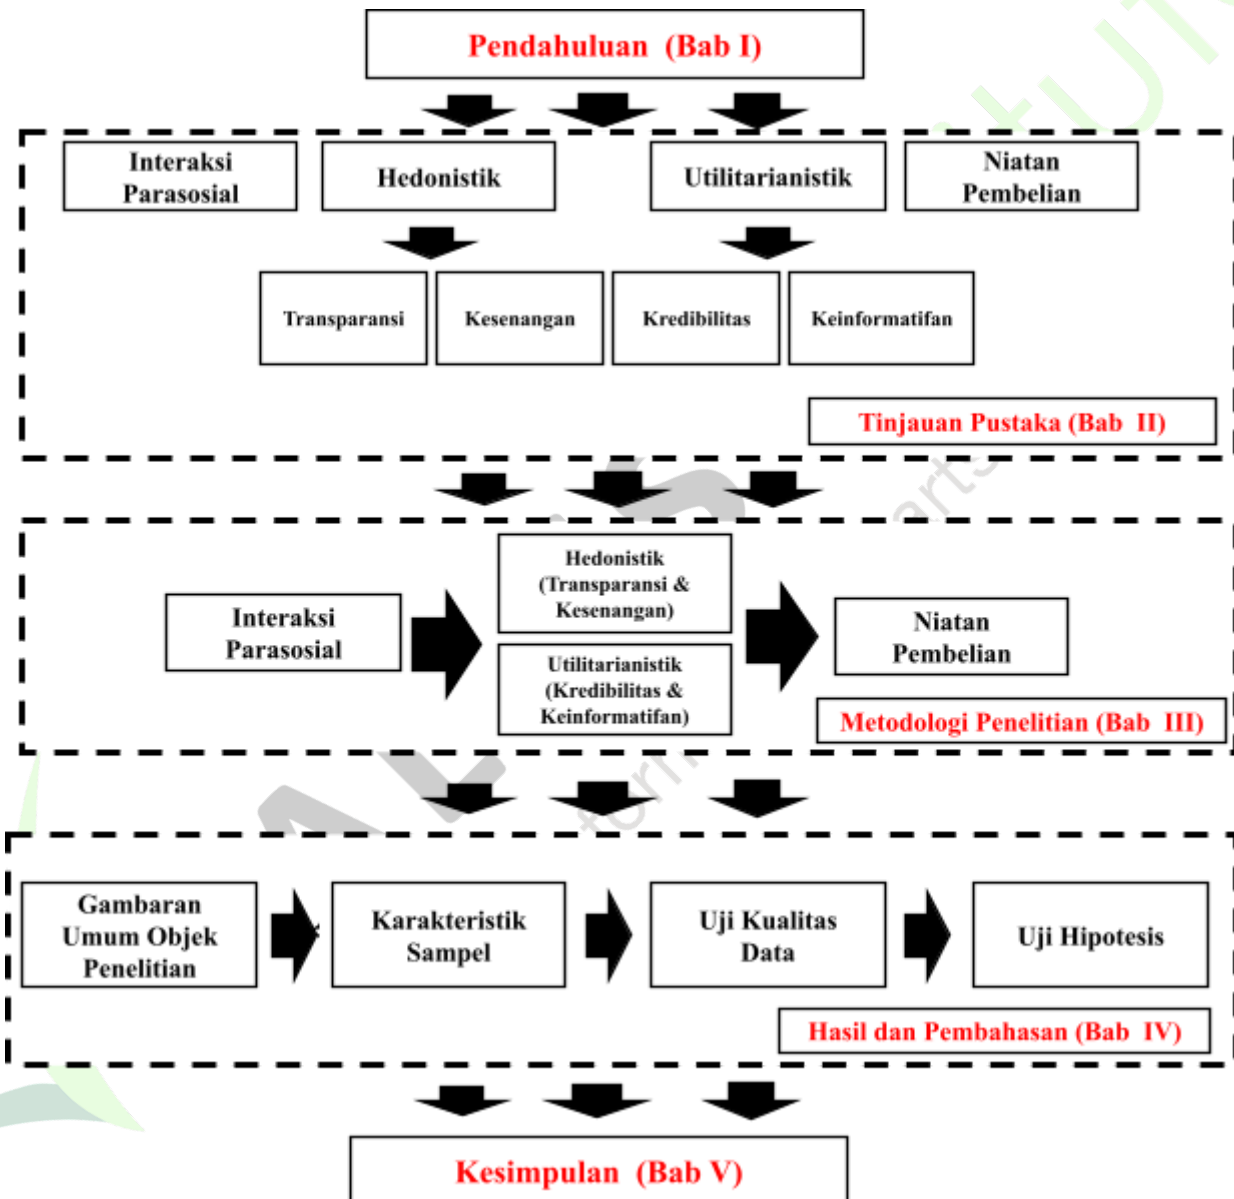 Pendahuluan (Bab I)
Interaksi
Parasosial
Hedonistik
Utilitarianistik
Niatan
Pembelian
Transparansi
Kesenangan
Kredibilitas
Keinformatifan
Tinjauan Pustaka (Bab II)
Interaksi
Parasosial
Hedonistik
(Transparansi &
Kesenangan)
Utilitarianistik
(Kredibilitas &
Keinformatifan)
Niatan
Pembelian
Metodologi Penelitian (Bab III)
Gambaran
Umum Objek
Penelitian
Karakteristik
Sampel
Uji Kualitas
Data
Uji Hipotesis
Hasil dan Pembahasan (Bab IV)
Kesimpulan (Bab V)